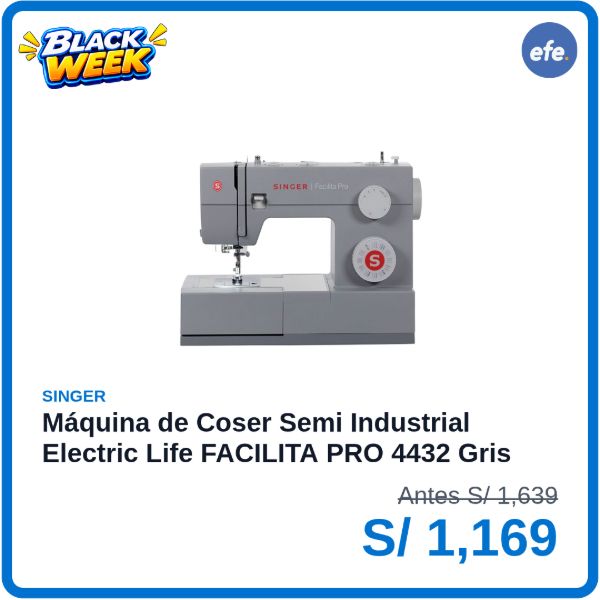 BLACK
WEEK
efe.
SINGER | Facilita Pro
S
S
SINGER
Máquina de Coser Semi Industrial
Electric Life FACILITA PRO 4432 Gris
Antes S/ 1,639
S/ 1,169